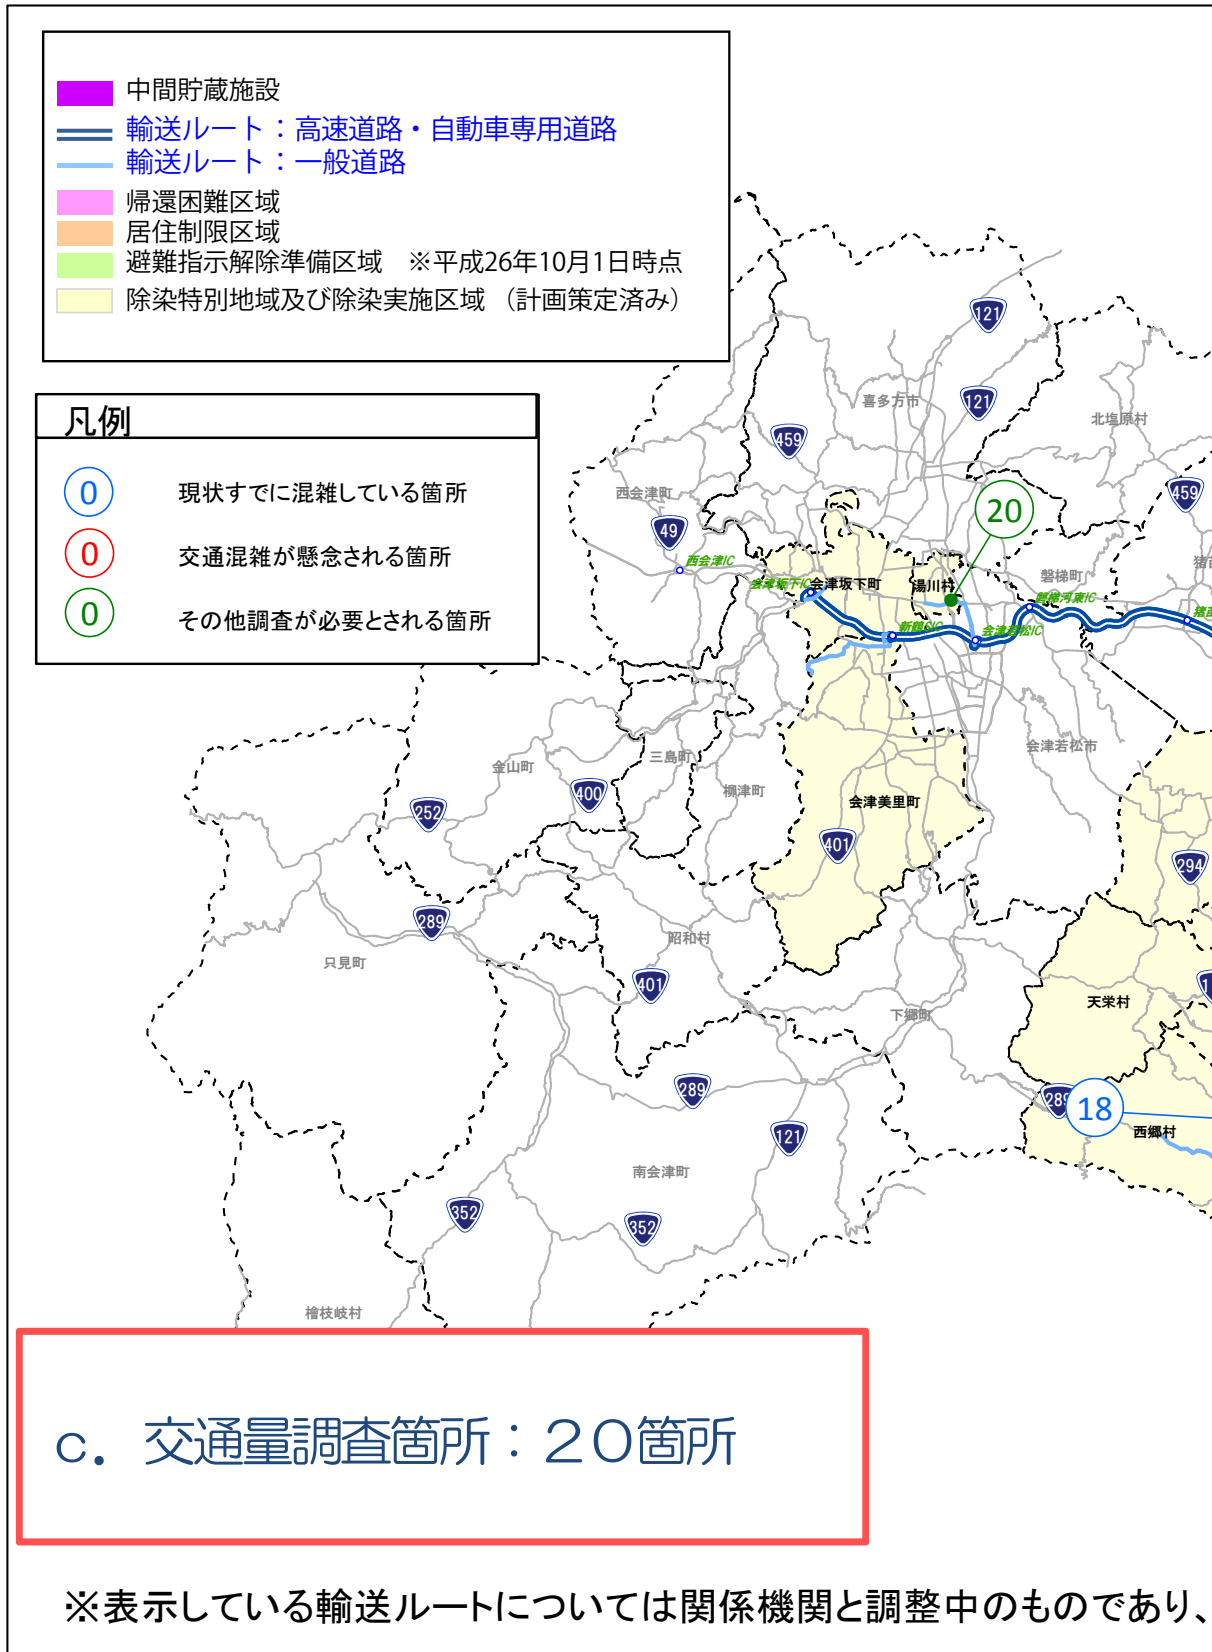 中間貯蔵施設
輸送ルート：高速道路・自動車専用道路
輸送ルート：一般道路
帰還困難区域
居住制限区域
避難指示解除準備区域　※平成26年10月1日時点
除染特別地域及び除染実施区域 （計画策定済み）
凡例
0 現状すでに混雑している箇所
0 交通混雑が懸念される箇所
0 その他調査が必要とされる箇所
121
喜多方市
121
北塩原村
459
西会津町
459
20
49
西会津IC
会津坂下IC
会津坂下町
湯川村
磐梯町
磐梯河東IC
新鶴SIC
会津若松IC
会津若松市
三島町
金山町
柳津町
400
252
会津美里町
401
294
289
昭和村
只見町
401
天栄村
下郷町
289
289
18
西郷村
121
南会津町
352
352
檜枝岐村
c．交通量調査箇所：２０箇所
※表示している輸送ルートについては関係機関と調整中のものであり、